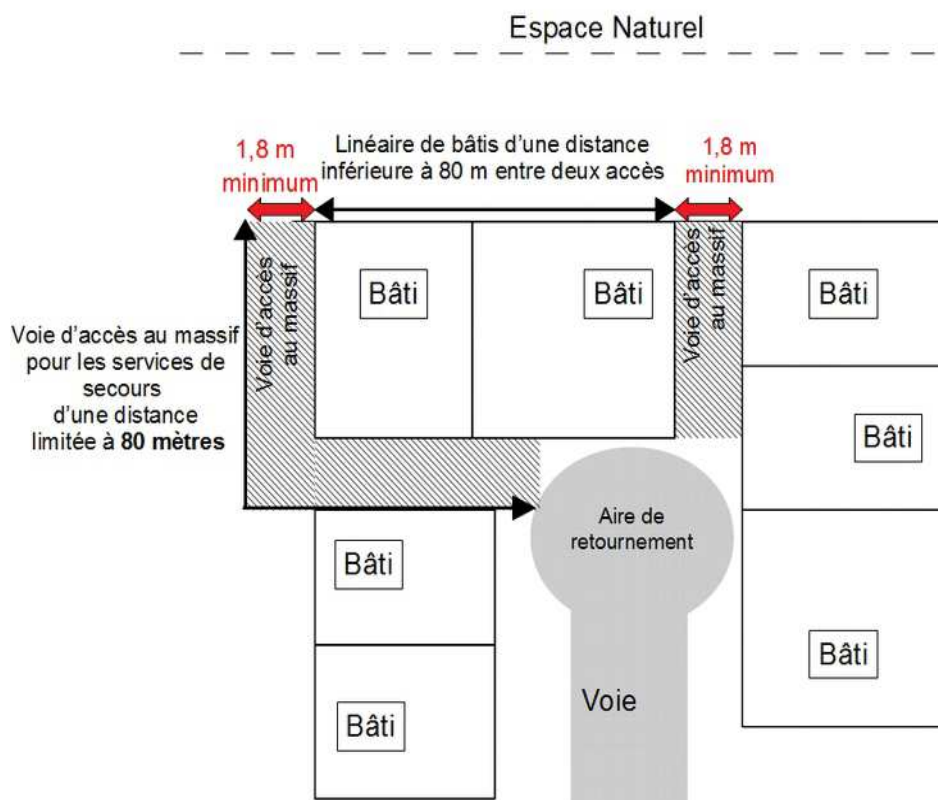 Espace Naturel
1,8 m
minimum
Linéaire de bâtis d'une distance
inférieure à 80 m entre deux accès
1,8 m
minimum
Voie d'accès
au massif
Bâti
Bâti
Voie d'accès
au massif
Bâti
Voie d'accès au massif
pour les services de
secours
d'une distance
limitée à 80 mètres
Bâti
Aire de
retournement
Bâti
Bâti
Voie
Bâti